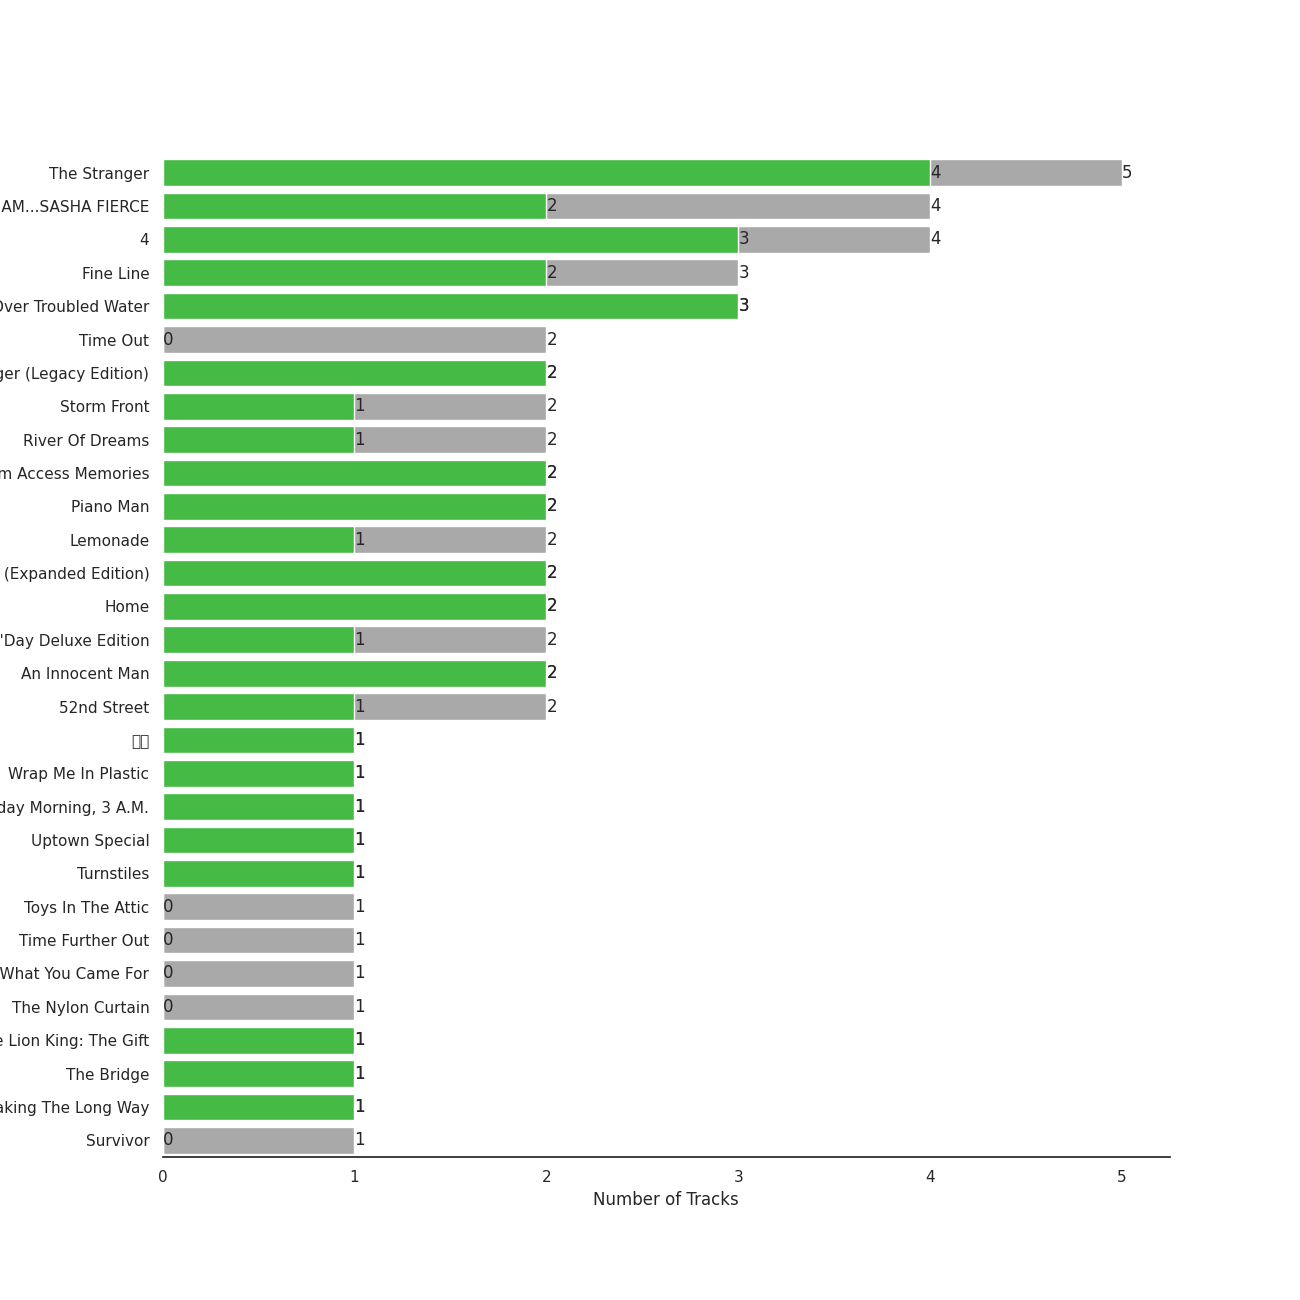 The Stranger 4 5
AM...SASHA FIERCE 2 4
4 3 4
Fine Line 2 3
Over Troubled Water 3
Time Out 0 2
ger (Legacy Edition) 2
Storm Front 1 2
River Of Dreams 1 2
m Access Memories 2
Piano Man 2
Lemonade 1 2
(Expanded Edition) 2
Home 2
'Day Deluxe Edition 1 2
An Innocent Man 2
52nd Street 1 2
1
Wrap Me In Plastic 1
day Morning, 3 A.M. 1
Uptown Special 1
Turnstiles 1
Toys In The Attic 0 1
Time Further Out 0 1
What You Came For 0 1
The Nylon Curtain 0 1
e Lion King: The Gift 1
The Bridge 1
aking The Long Way 1
Survivor 0 1
0 1 2 3 4 5
Number of Tracks